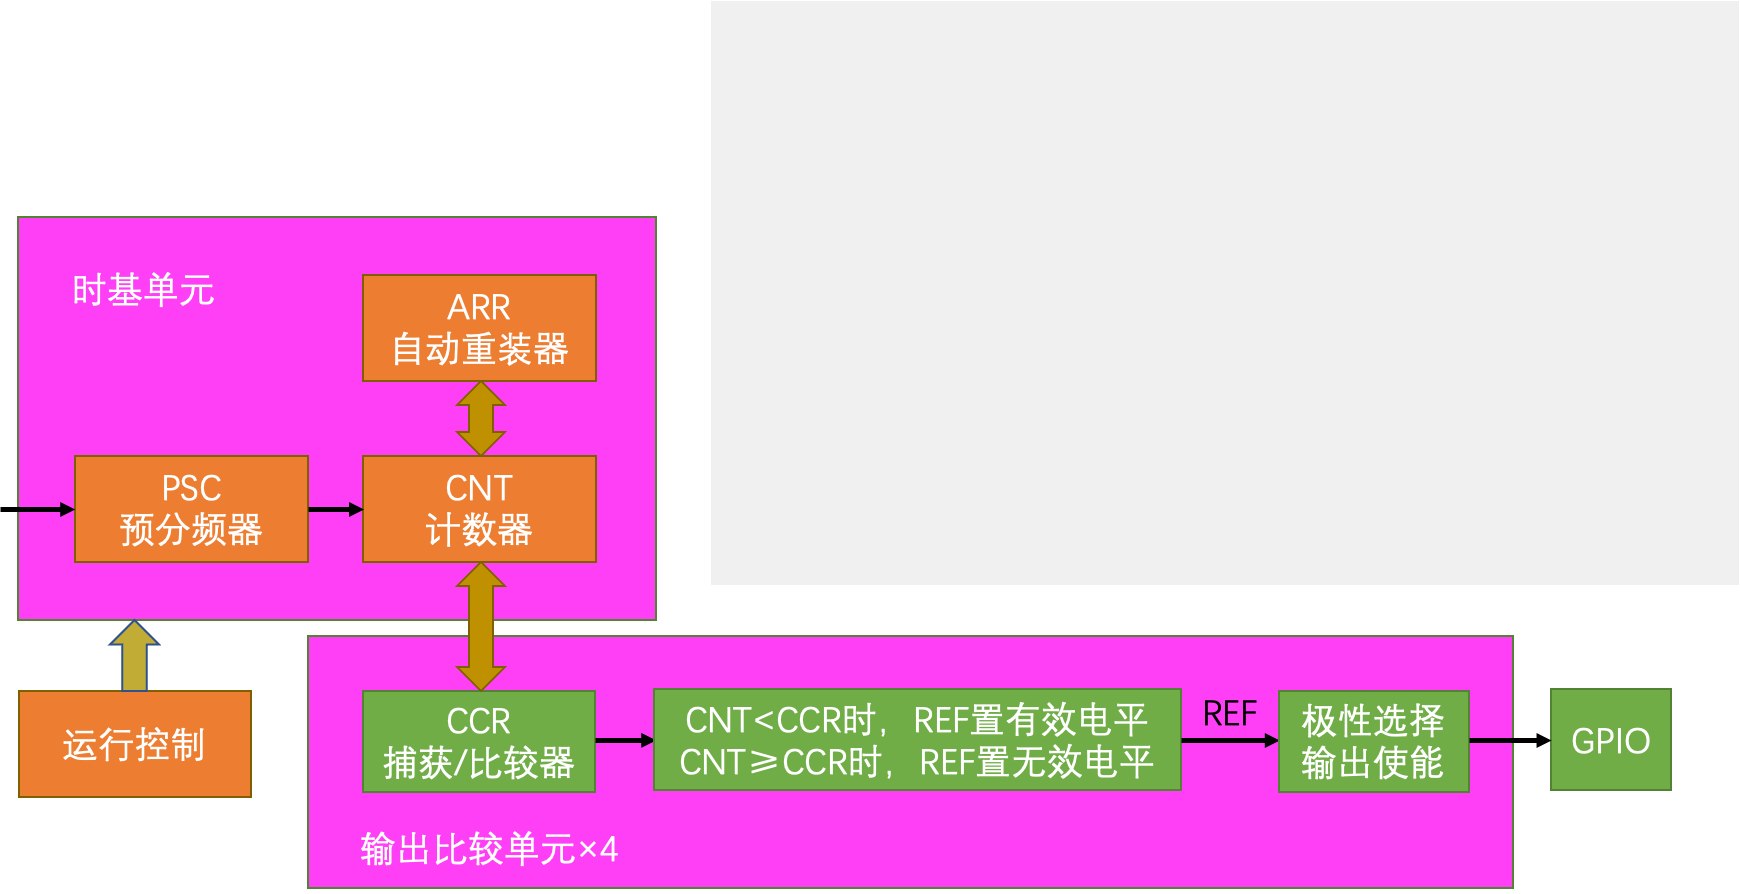 时基单元
ARR
自动重装器
PSC
预分频器
CNT
计数器
运行控制
CCR
捕获/比较器
CNT<CCR时，REF置有效电平
CNT≥CCR时，REF置无效电平
REF
极性选择
输出使能
GPIO
输出比较单元×4